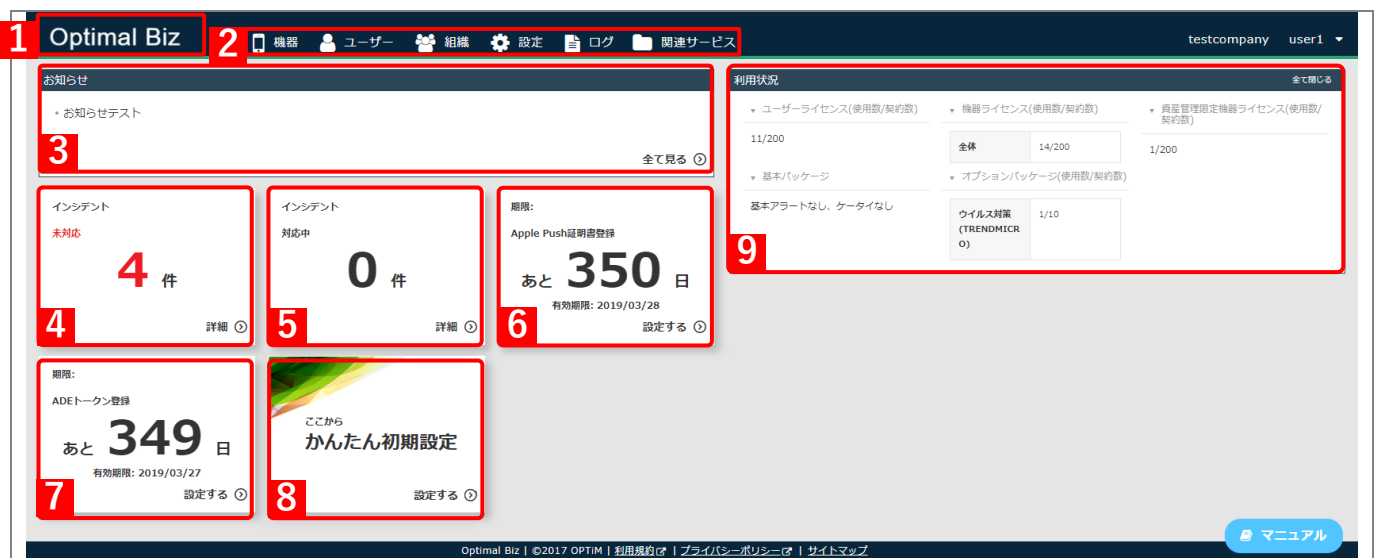 1
Optimal Biz
2
機器
ユーザー
組織
設定
ログ
関連サービス
testcompany
user1
お知らせ
お知らせテスト
3
全て見る
インシデント
未対応
4 件
4
詳細
インシデント
対応中
0 件
5
詳細
期限:
Apple Push証明書登録
あと 350 日
有効期限: 2019/03/28
6
設定する
期限:
ADEトークン登録
あと 349 日
有効期限: 2019/03/27
7
設定する
ここから
かんたん初期設定
8
設定する
利用状況
全て閉じる
ユーザーライセンス(使用数/契約数)
11/200
機器ライセンス(使用数/契約数)
全体 14/200
資産管理限定機器ライセンス(使用数/
契約数)
1/200
基本パッケージ
基本アラートなし、ケータイなし
オプションパッケージ(使用数/契約数)
ウイルス対策 1/10
(TRENDMICR
O)
9
マニュアル
Optimal Biz | ©2017 OPTiM | 利用規約 | プライバシーポリシー | サイトマップ